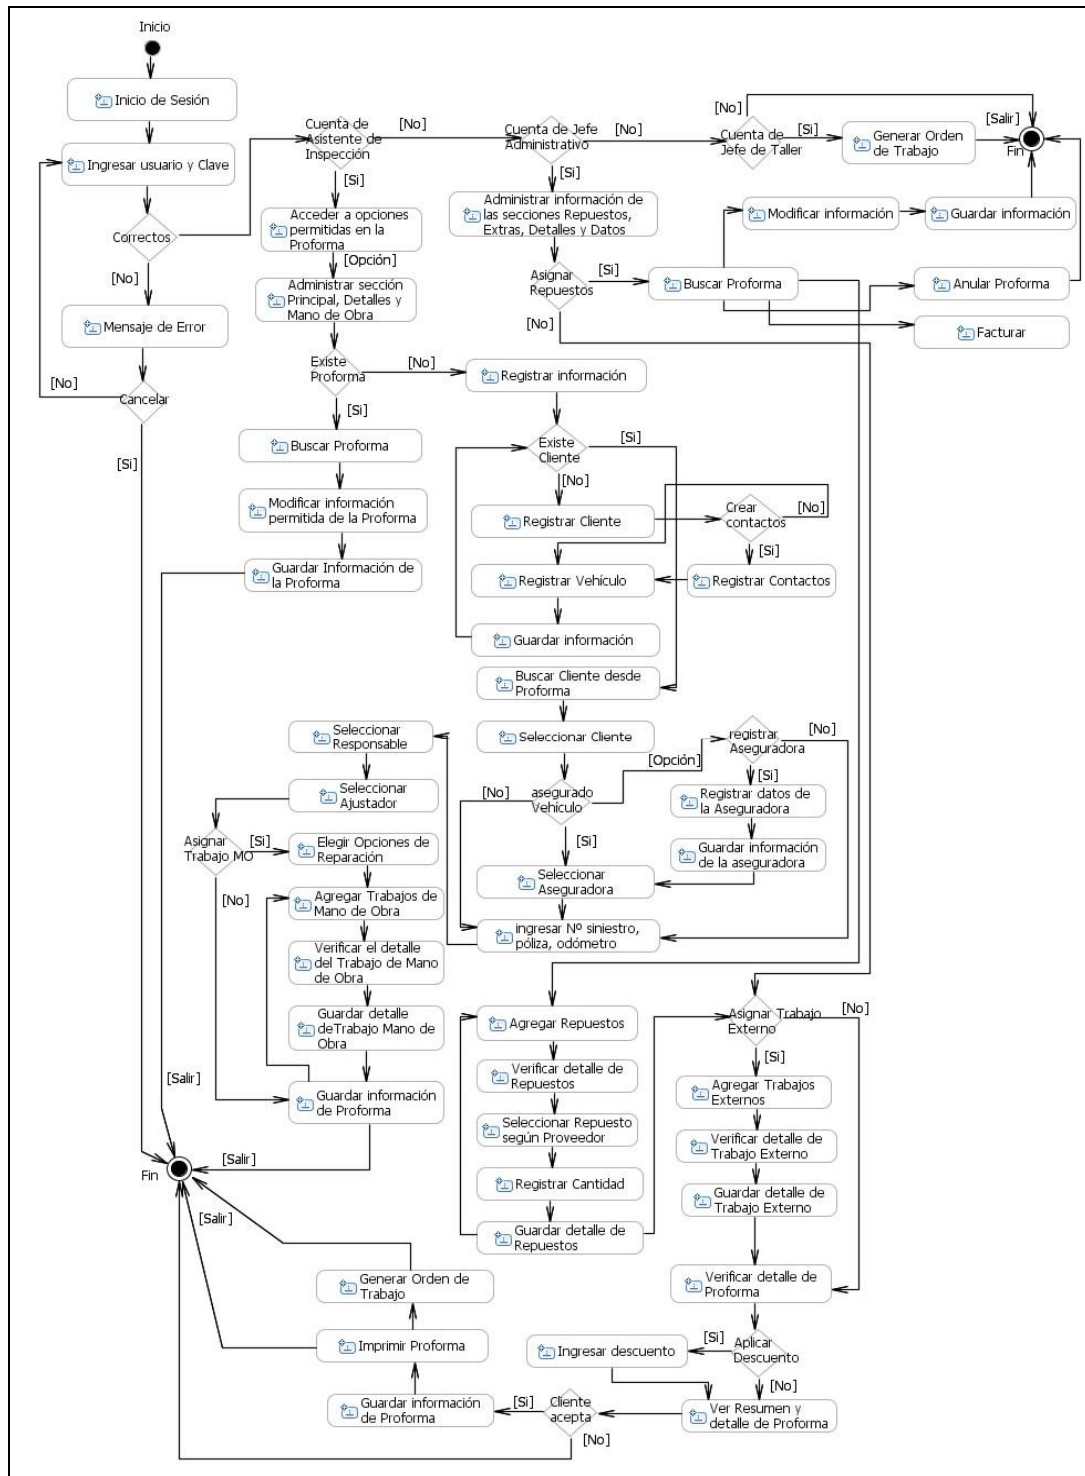 Inicio
Inicio de Sesión
Ingresar usuario y Clave
Correctos
[No]
Mensaje de Error
[No]
Cancelar
[Si]
Cuenta de
Asistente de
Inspección
[No]
[Si]
Acceder a opciones
permitidas en la
Proforma
[Opción]
Administrar sección
Principal, Detalles y
Mano de Obra
Existe
Proforma
[No]
[Si]
Buscar Proforma
Modificar información
permitida de la Proforma
Guardar Información de
la Proforma
Cuenta de Jefe
Administrativo
[No]
[Si]
Administrar información de
las secciones Repuestos,
Extras, Detalles y Datos
Asignar
Repuestos
[Si]
[No]
[No]
Cuenta de
Jefe de Taller
[Si]
Generar Orden
de Trabajo
[Salir]
Fin
Modificar información
Guardar información
Buscar Proforma
Anular Proforma
Facturar
Registrar información
Existe
Cliente
[Si]
[No]
Registrar Cliente
Crear
contactos
[No]
[Si]
Registrar Vehículo
Registrar Contactos
Guardar información
Buscar Cliente desde
Proforma
Seleccionar Cliente
[Opción]
registrar
Aseguradora
[No]
[Si]
Registrar datos de
la Aseguradora
Guardar información
de la aseguradora
[No]
asegurado
Vehículo
[Si]
Seleccionar
Aseguradora
ingresar Nº siniestro,
póliza, odómetro
Seleccionar
Responsable
Seleccionar
Ajustador
Asignar
Trabajo MO
[Si]
[No]
Elegir Opciones de
Reparación
Agregar Trabajos de
Mano de Obra
Verificar el detalle
del Trabajo de Mano
de Obra
Guardar detalle
deTrabajo Mano de
Obra
Guardar información
de Proforma
[Salir]
[Salir]
Fin
[Salir]
Agregar Repuestos
Verificar detalle de
Repuestos
Seleccionar Repuesto
según Proveedor
Registrar Cantidad
Guardar detalle de
Repuestos
Asignar Trabajo
Externo
[No]
[Si]
Agregar Trabajos
Externos
Verificar detalle de
Trabajo Externo
Guardar detalle de
Trabajo Externo
Verificar detalle de
Proforma
Aplicar
Descuento
[Si]
[No]
Ingresar descuento
Ver Resumen y
detalle de Proforma
Cliente
acepta
[Si]
[No]
Guardar información
de Proforma
Imprimir Proforma
Generar Orden de
Trabajo